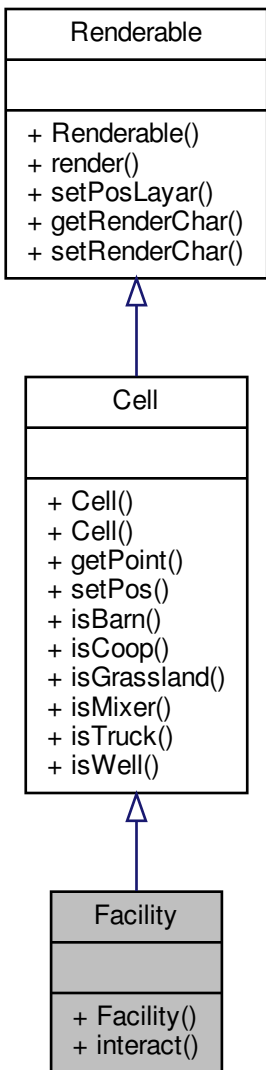 Renderable
+ Renderable()
+ render()
+ setPosLayar()
+ getRenderChar()
+ setRenderChar()
Cell
+ Cell()
+ Cell()
+ getPoint()
+ setPos()
+ isBarn()
+ isCoop()
+ isGrassland()
+ isMixer()
+ isTruck()
+ isWell()
Facility
+ Facility()
+ interact()